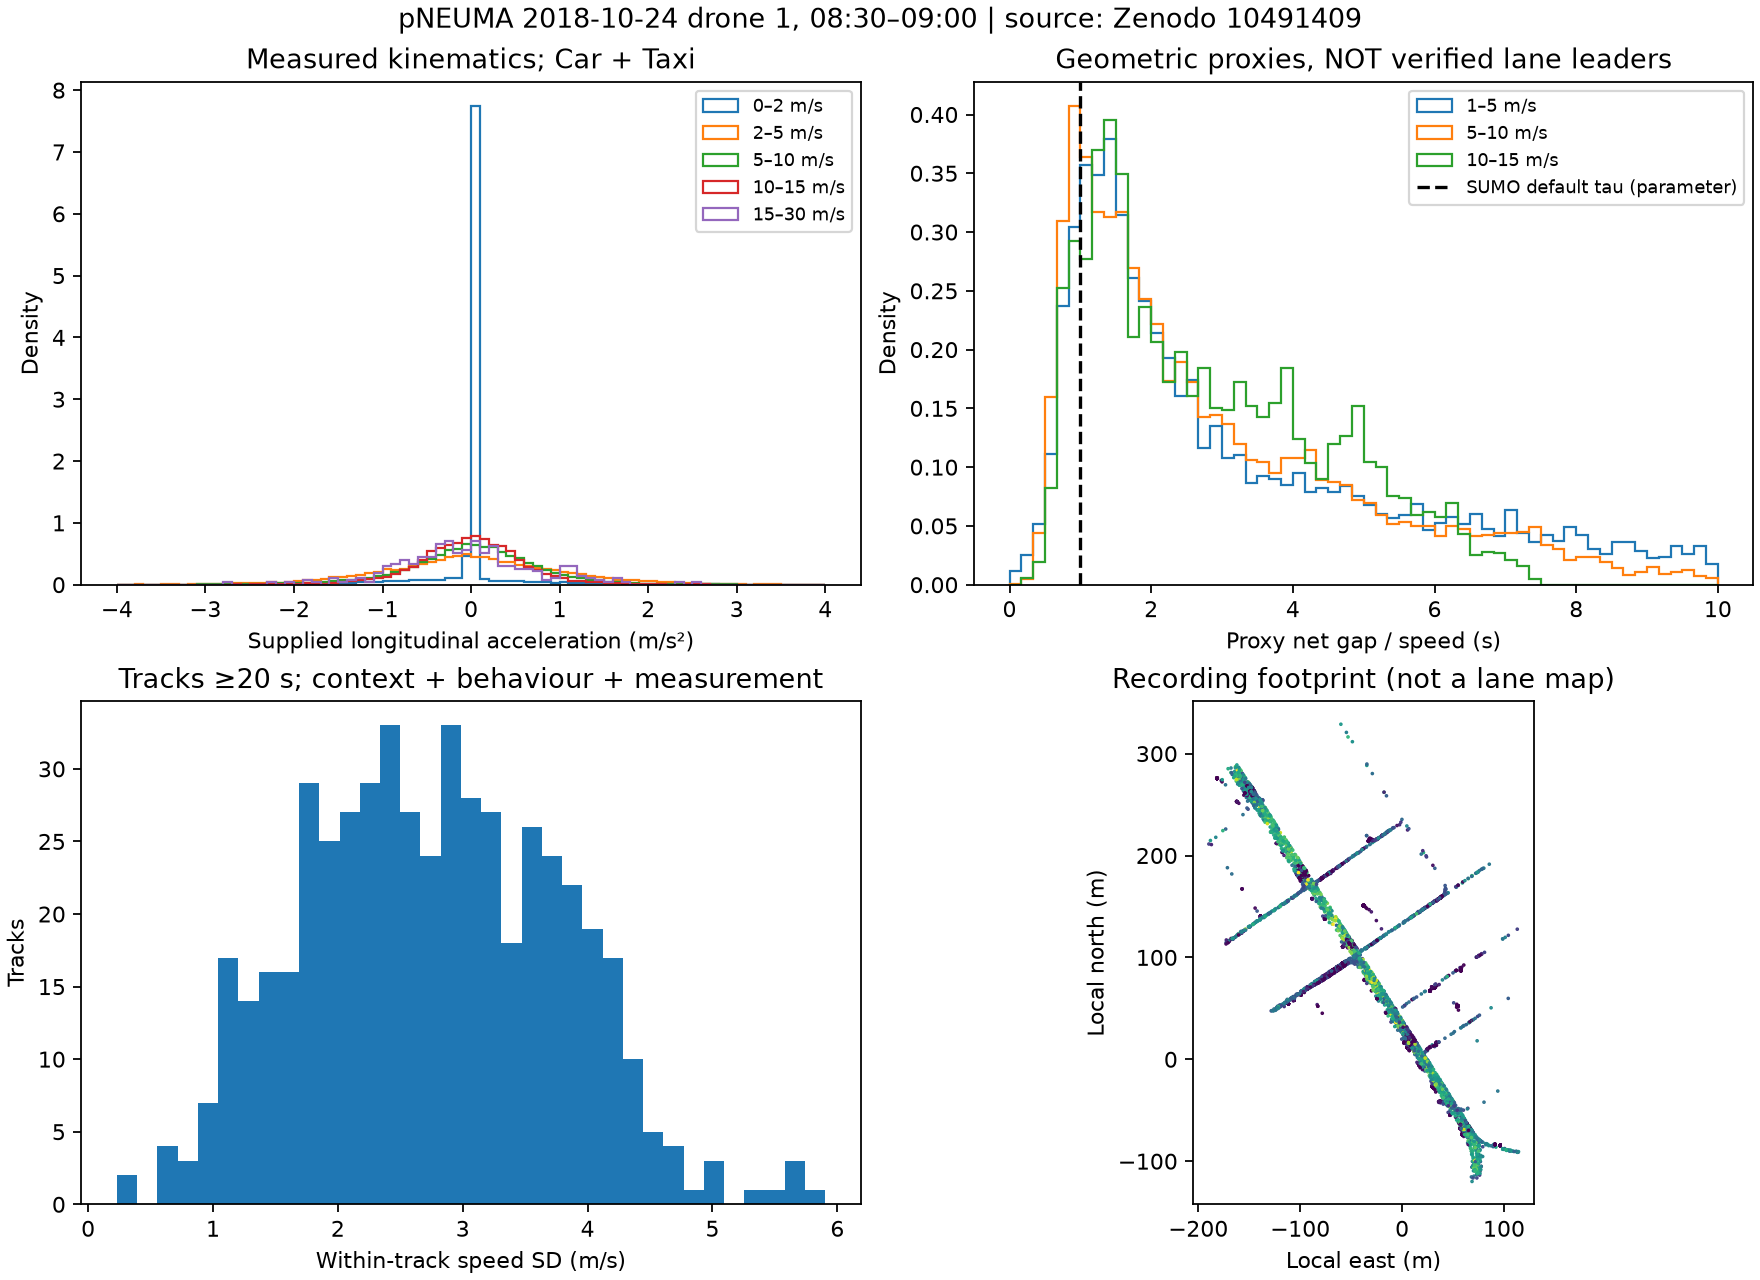 pNEUMA 2018-10-24 drone 1, 08:30–09:00 | source: Zenodo 10491409
Measured kinematics; Car + Taxi
8
7
6
5
4
3
2
1
0
Density
0–2 m/s
2–5 m/s
5–10 m/s
10–15 m/s
15–30 m/s
−4 −3 −2 −1 0 1 2 3 4
Supplied longitudinal acceleration (m/s²)
Geometric proxies, NOT verified lane leaders
0.40
0.35
0.30
0.25
0.20
0.15
0.10
0.05
0.00
Density
1–5 m/s
5–10 m/s
10–15 m/s
SUMO default tau (parameter)
0 2 4 6 8 10
Proxy net gap / speed (s)
Tracks ≥20 s; context + behaviour + measurement
30
25
20
15
10
5
0
Tracks
0 1 2 3 4 5 6
Within-track speed SD (m/s)
Recording footprint (not a lane map)
300
200
100
0
−100
Local north (m)
−200 −100 0 100
Local east (m)